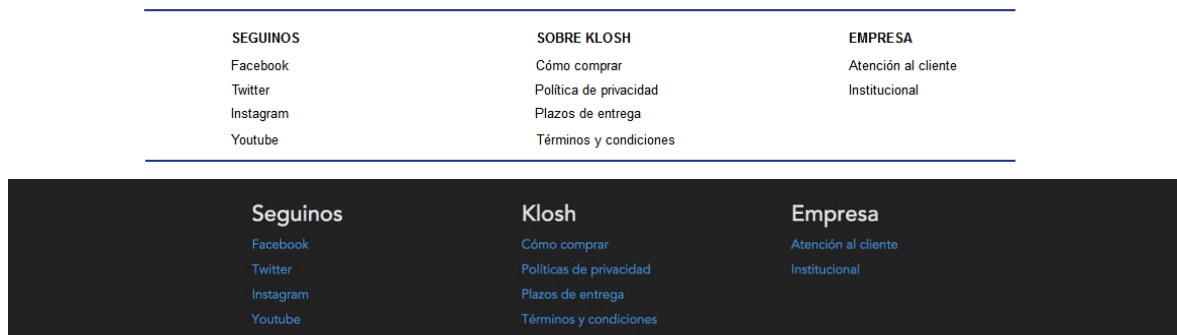 SEGUINOS SOBRE KLOSH EMPRESA
Facebook Cómo comprar Atención al cliente
Twitter Política de privacidad Institucional
Instagram Plazos de entrega
Youtube Términos y condiciones
Seguinos Klosh Empresa
Facebook Cómo comprar Atención al cliente
Twitter Políticas de privacidad Institucional
Instagram Plazos de entrega
Youtube Términos y condiciones